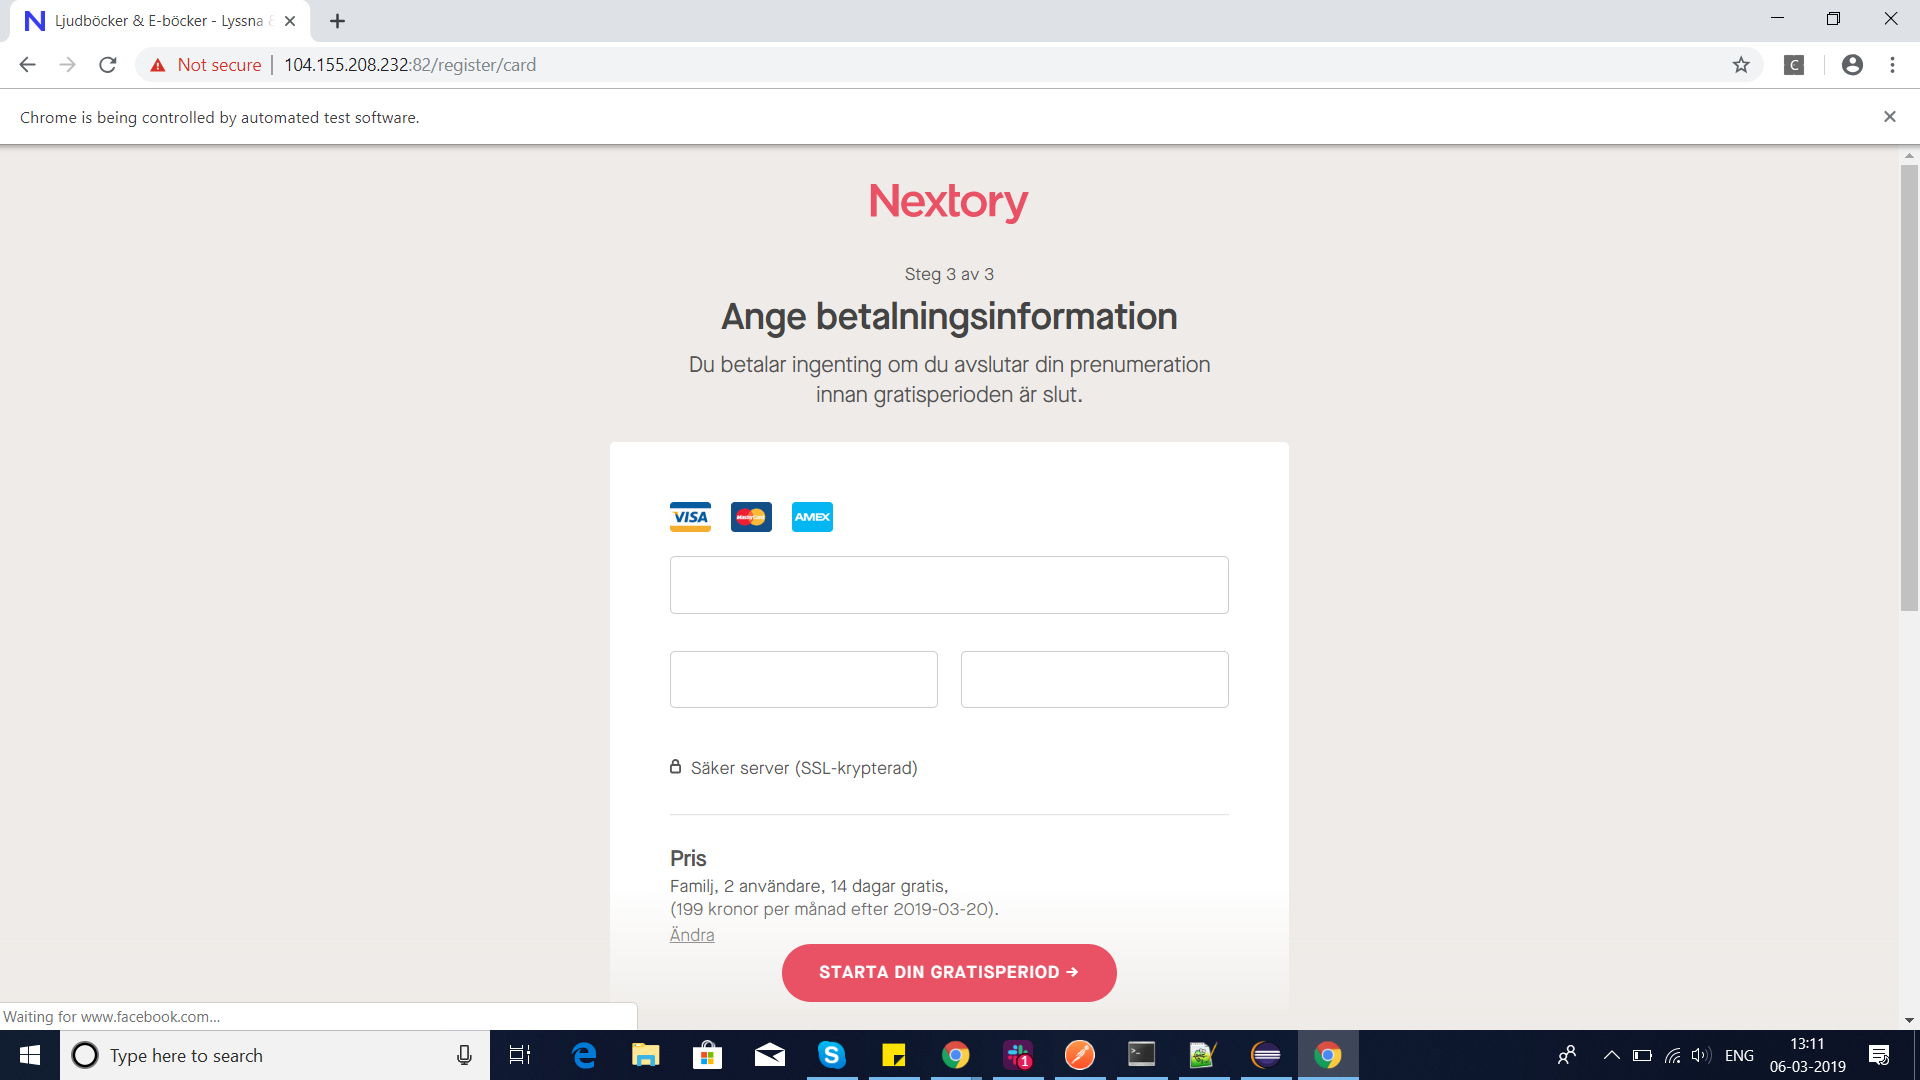 Ljudböcker & E-böcker - Lyssna
Not secure
104.155.208.232:82/register/card
C
Chrome is being controlled by automated test software.
Nextory
Steg 3 av 3
Ange betalningsinformation
Du betalar ingenting om du avslutar din prenumeration
innan gratisperioden är slut.
VISA
MasterCard
AMEX
Säker server (SSL-krypterad)
Pris
Familj, 2 användare, 14 dagar gratis,
(199 kronor per månad efter 2019-03-20).
Ändra
STARTA DIN GRATISPERIOD →
Waiting for www.facebook.com...
Type here to search
1
ENG
13:11
06-03-2019